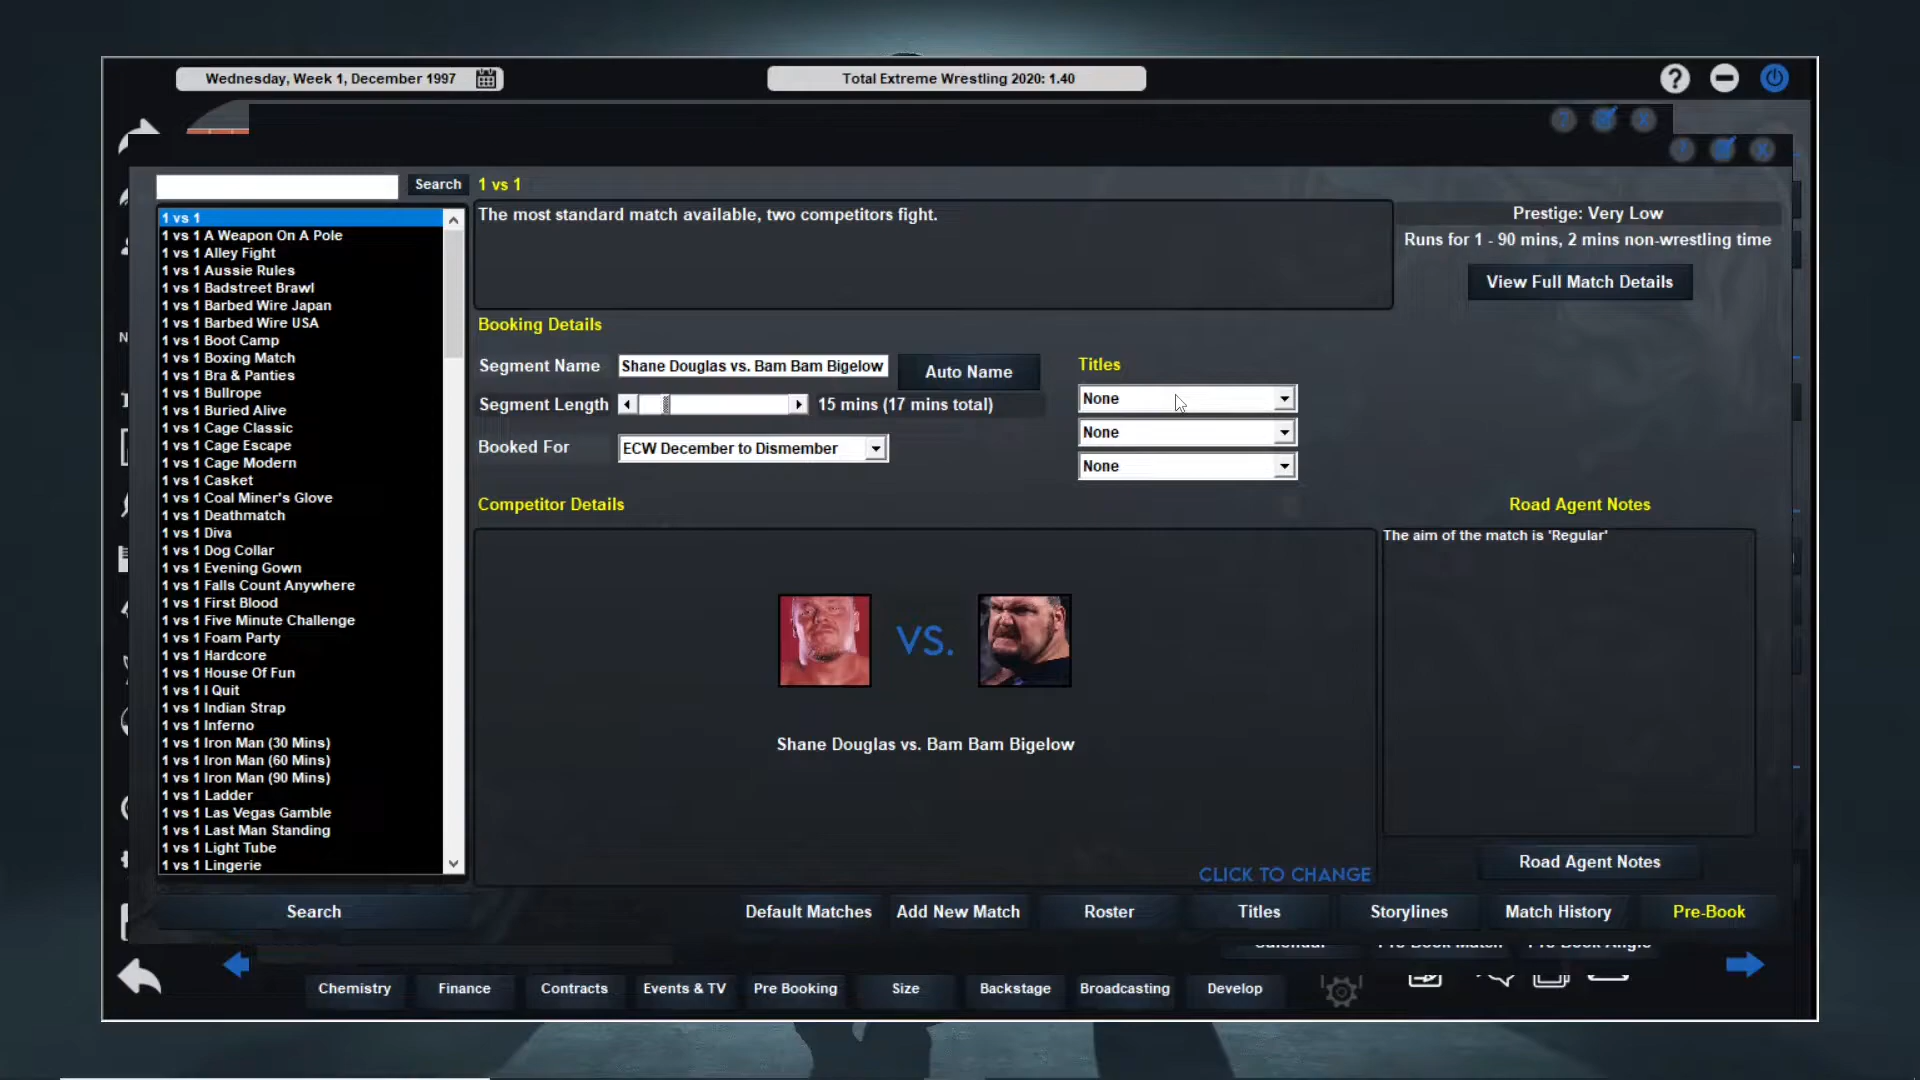 Wednesday, Week 1, December 1997
Total Extreme Wrestling 2020: 1.40
Search
1 vs 1
The most standard match available, two competitors fight.
Prestige: Very Low
Runs for 1 - 90 mins, 2 mins non-wrestling time
View Full Match Details
1 vs 1
1 vs 1 A Weapon On A Pole
1 vs 1 Alley Fight
1 vs 1 Aussie Rules
1 vs 1 Badstreet Brawl
1 vs 1 Barbed Wire Japan
1 vs 1 Barbed Wire USA
1 vs 1 Boot Camp
1 vs 1 Boxing Match
1 vs 1 Bra & Panties
1 vs 1 Bullrope
1 vs 1 Buried Alive
1 vs 1 Cage Classic
1 vs 1 Cage Escape
1 vs 1 Cage Modern
1 vs 1 Casket
1 vs 1 Coal Miner's Glove
1 vs 1 Deathmatch
1 vs 1 Diva
1 vs 1 Dog Collar
1 vs 1 Evening Gown
1 vs 1 Falls Count Anywhere
1 vs 1 First Blood
1 vs 1 Five Minute Challenge
1 vs 1 Foam Party
1 vs 1 Hardcore
1 vs 1 House Of Fun
1 vs 1 I Quit
1 vs 1 Indian Strap
1 vs 1 Inferno
1 vs 1 Iron Man (30 Mins)
1 vs 1 Iron Man (60 Mins)
1 vs 1 Iron Man (90 Mins)
1 vs 1 Ladder
1 vs 1 Las Vegas Gamble
1 vs 1 Last Man Standing
1 vs 1 Light Tube
1 vs 1 Lingerie
Booking Details
Segment Name
Shane Douglas vs. Bam Bam Bigelow
Auto Name
Segment Length
15 mins (17 mins total)
Booked For
ECW December to Dismember
Titles
None
None
None
Competitor Details
VS.
Shane Douglas vs. Bam Bam Bigelow
CLICK TO CHANGE
Road Agent Notes
The aim of the match is 'Regular'
Road Agent Notes
Search
Default Matches
Add New Match
Roster
Titles
Storylines
Match History
Pre-Book
Calendar
Pre Book Match
Pre Book Angle
Chemistry
Finance
Contracts
Events & TV
Pre Booking
Size
Backstage
Broadcasting
Develop